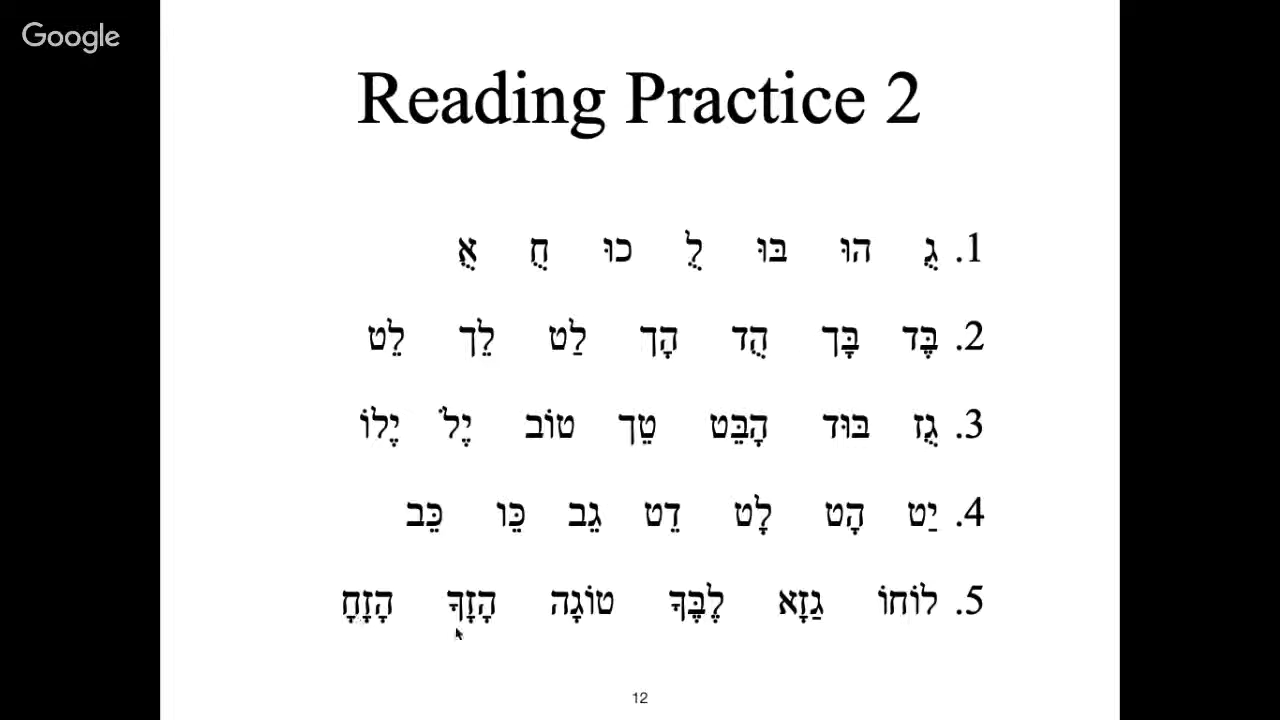 Google
Reading Practice 2
1. גֻ הוּ בּוּ לֻ כוּ חֻ אֻ
2. בֶּד בָּך הֻד הָך לַט לֵך לֵט
3. גֻז בּוּד הָבֵּט טֵך טוֹב יֶלֹ יֶלוֹ
4. יַט הָט לָט דֵט גֵב כֵּו כֵּב
5. לוֹחוֹ גַזָא לֶבֶּךָ טוֹגָה הָזָךָ הָזָחָ
12